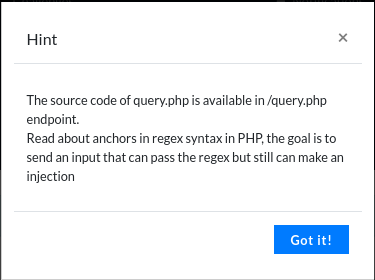 Hint
×
The source code of query.php is available in /query.php
endpoint.
Read about anchors in regex syntax in PHP, the goal is to
send an input that can pass the regex but still can make an
injection
Got it!